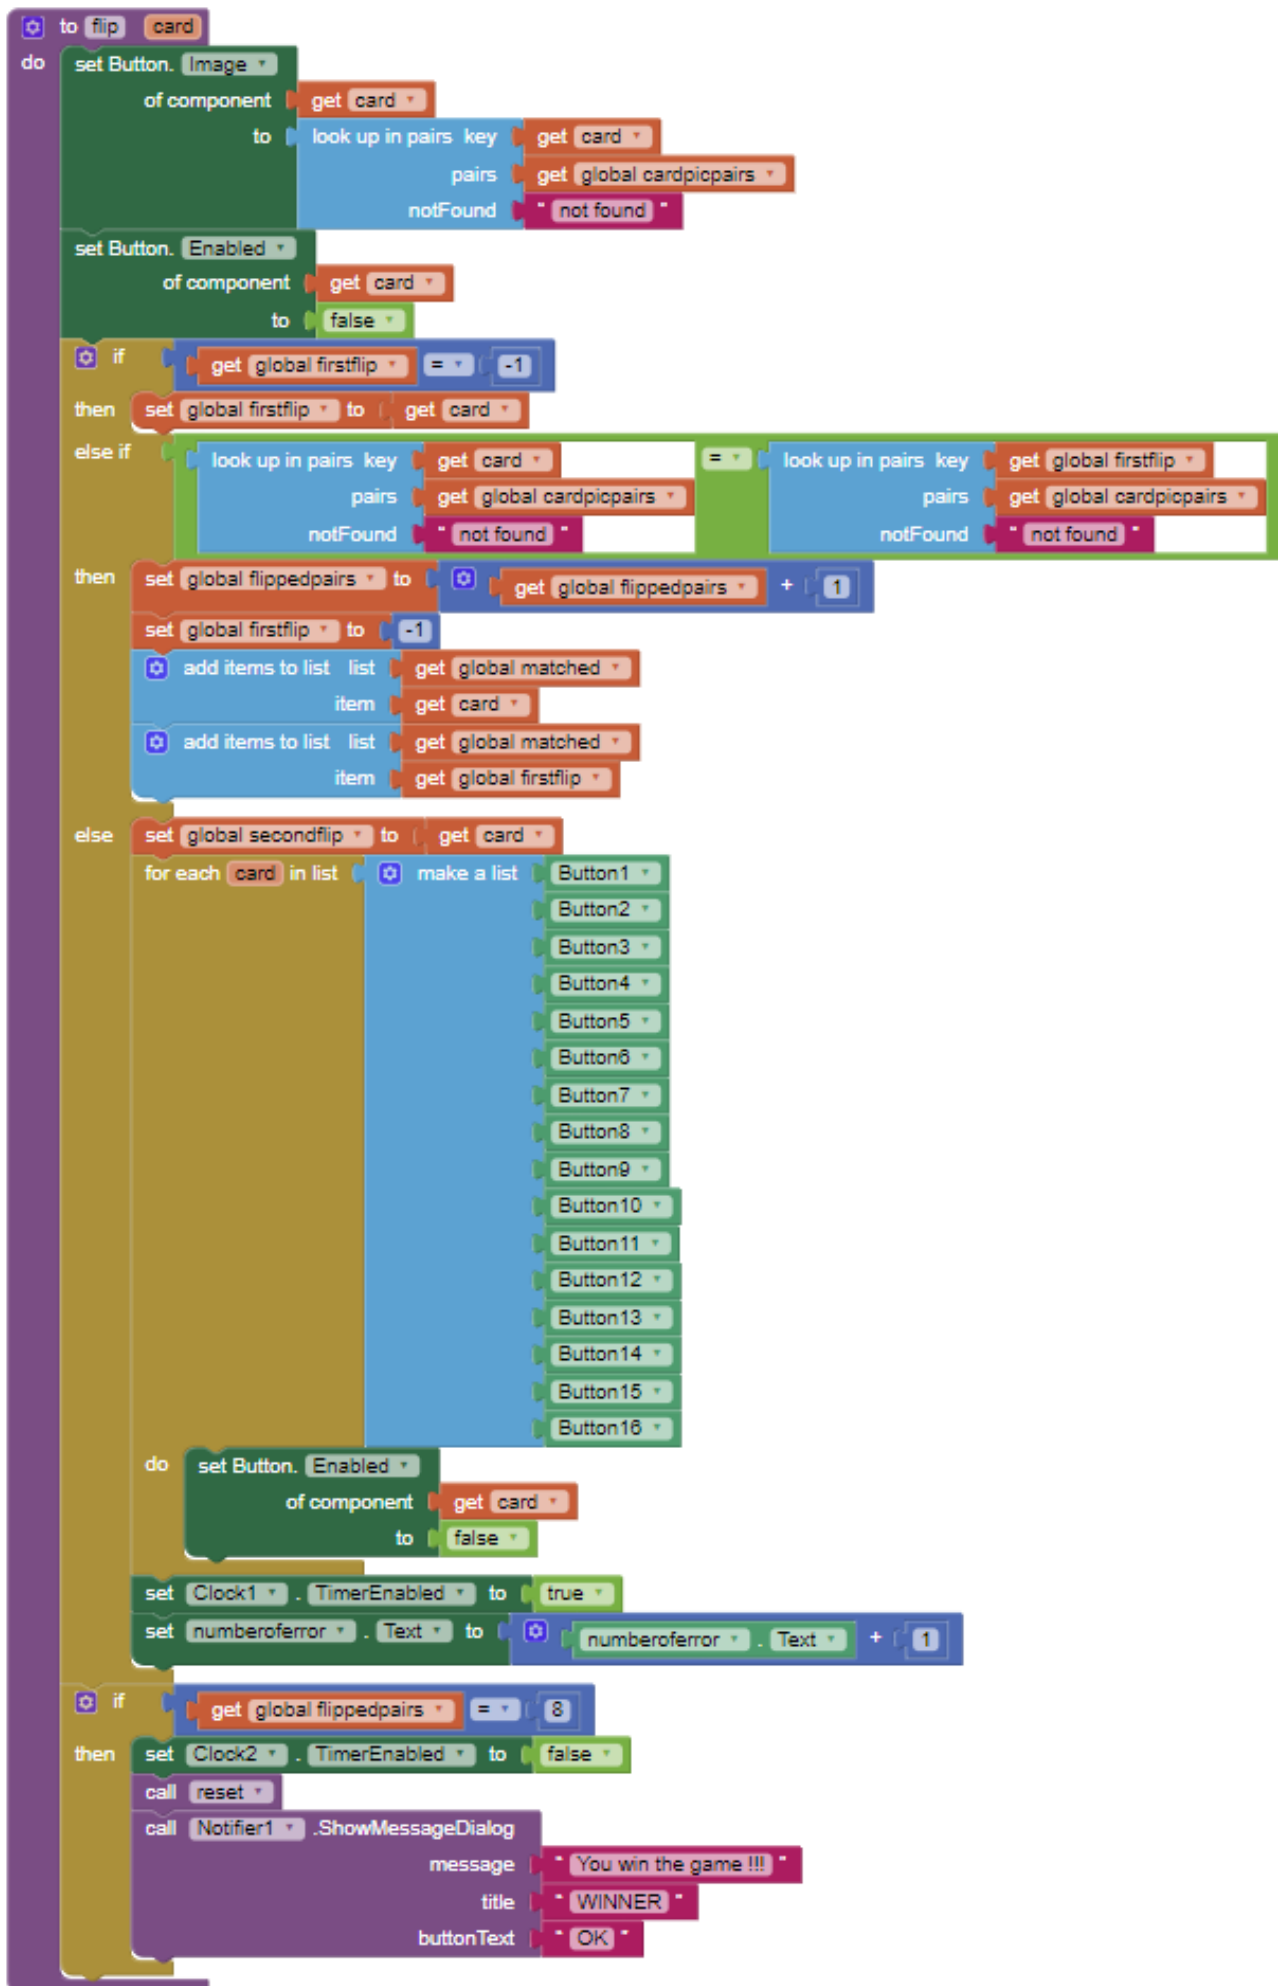 to flip card
do set Button. Image
of component get card
to look up in pairs key get card
pairs get global cardpicpairs
notFound " not found "
set Button. Enabled
of component get card
to false
if get global firstflip = -1
then set global firstflip to get card
else if look up in pairs key get card = look up in pairs key get global firstflip
pairs get global cardpicpairs pairs get global cardpicpairs
notFound " not found " notFound " not found "
then set global flippedpairs to get global flippedpairs + 1
set global firstflip to -1
add items to list list get global matched
item get card
add items to list list get global matched
item get global firstflip
else set global secondflip to get card
for each card in list make a list Button1
Button2
Button3
Button4
Button5
Button6
Button7
Button8
Button9
Button10
Button11
Button12
Button13
Button14
Button15
Button16
do set Button. Enabled
of component get card
to false
set Clock1 . TimerEnabled to true
set numberoferror . Text to numberoferror . Text + 1
if get global flippedpairs = 8
then set Clock2 . TimerEnabled to false
call reset
call Notifier1 .ShowMessageDialog
message " You win the game !!! "
title " WINNER "
buttonText " OK "